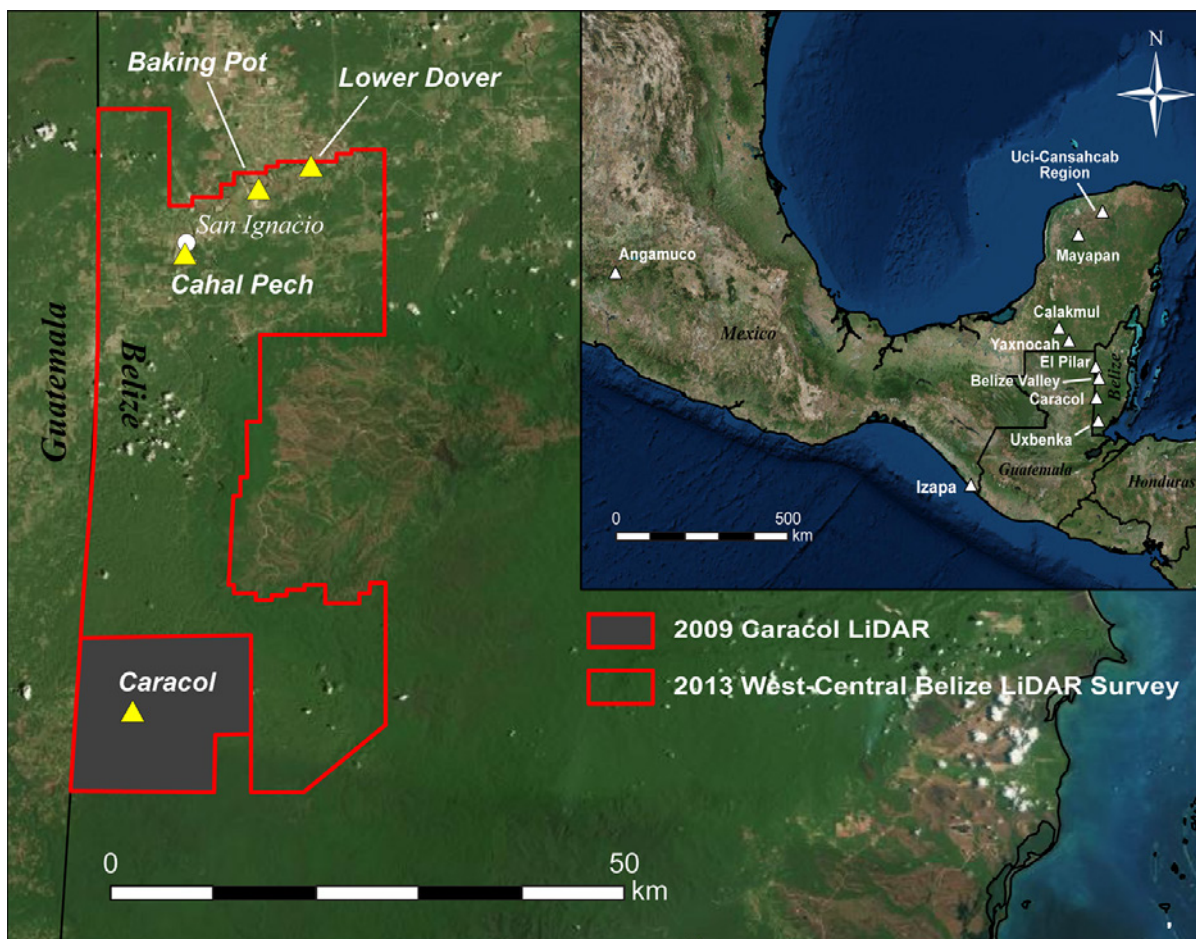 Baking Pot
Lower Dover
San Ignacio
Cahal Pech
Guatemala
Belize
Caracol
0
50
km
N
Uci-Cansahcab
Region
Mayapan
Angamuco
Calakmul
Mexico
Yaxnocah
El Pilar
Belize Valley
Belize
Caracol
Uxbenka
Guatemala
Honduras
Izapa
0
500
km
2009 Caracol LiDAR
2013 West-Central Belize LiDAR Survey